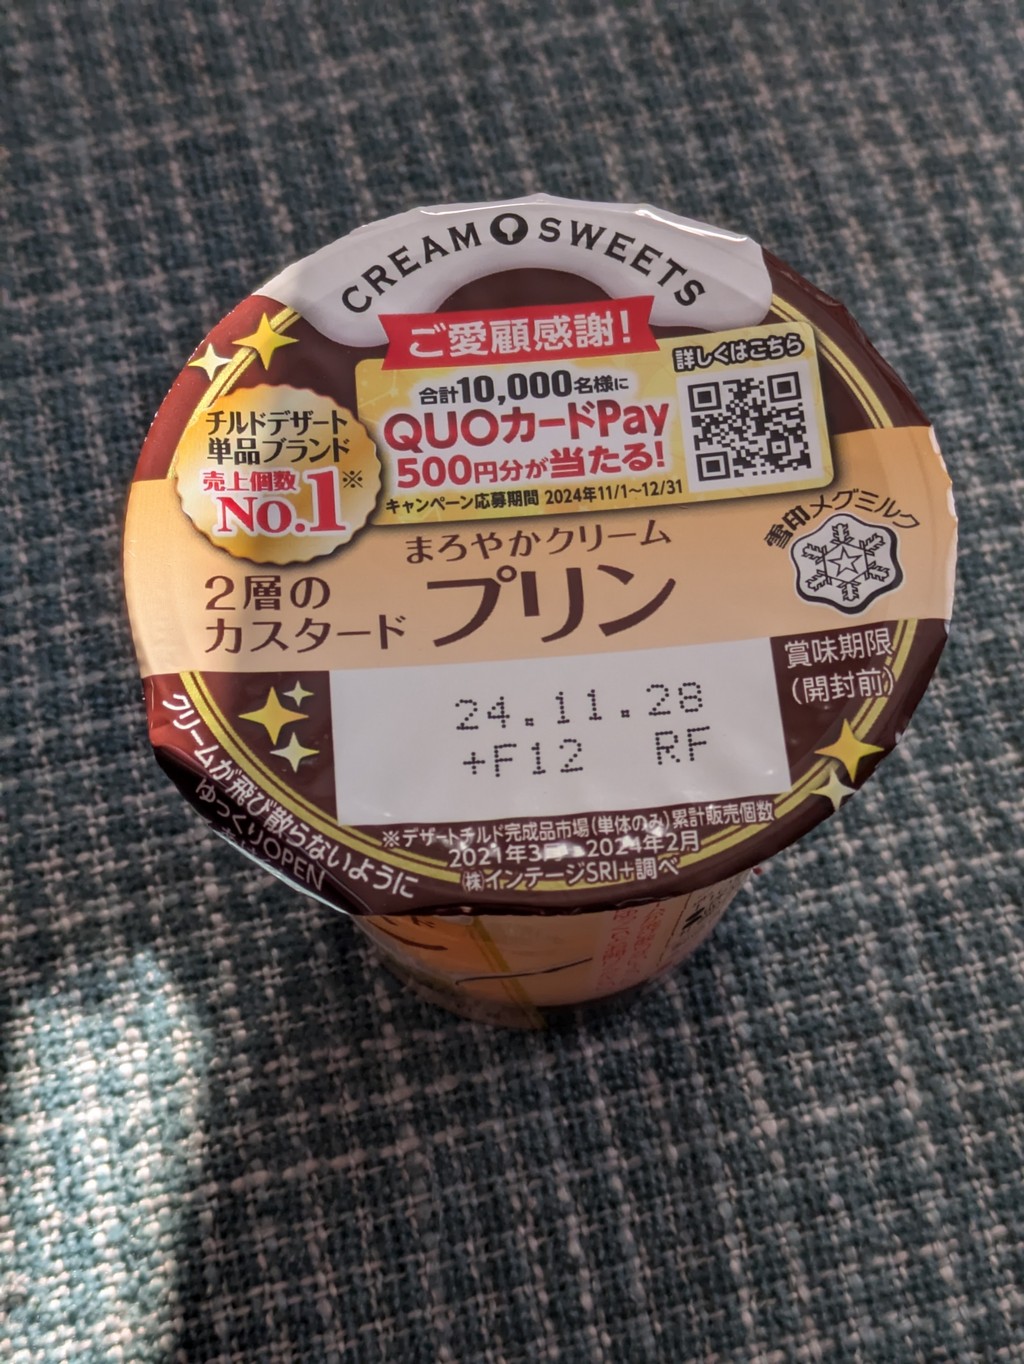 CREAM SWEETS
ご愛顧感謝!
詳しくはこちら
合計10,000名様に
QUOカードPay
500円分が当たる!
キャンペーン応募期間 2024年11/1~12/31
チルドデザート
単品ブランド
売上個数※
No.1
雪印メグミルク
まろやかクリーム
2層の
カスタード
プリン
賞味期限
(開封前)
24.11.28
+F12 RF
クリームが飛び散らないように
ゆっくりOPEN
※デザートチルド完成品市場(単体のみ)累計販売個数
2021年3月~2024年2月
㈱インテージSRI+調べ